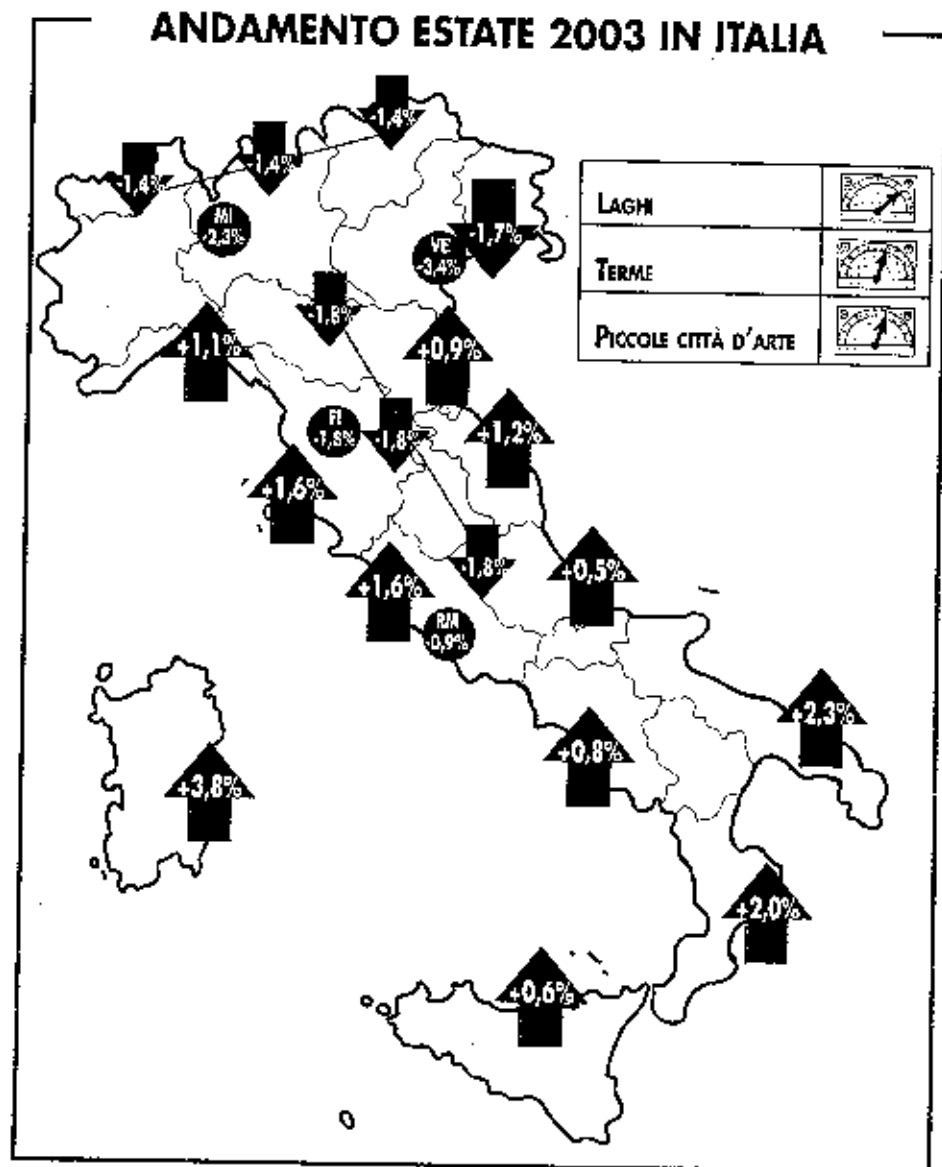 ANDAMENTO ESTATE 2003 IN ITALIA
-1,4%
-1,4%
-1,4%
MI
-2,3%
VE
-3,4%
-1,7%
LAGHI
TERME
PICCOLE CITTÀ D'ARTE
-1,8%
+1,1%
+0,9%
FI
-1,8%
-1,8%
+1,2%
+1,6%
-1,8%
+0,5%
+1,6%
RM
-0,9%
+2,3%
+0,8%
+3,8%
+2,0%
+0,6%